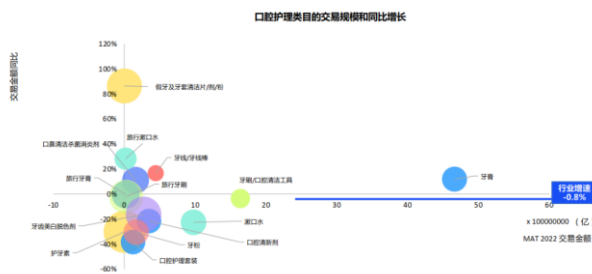 口腔护理类目的交易规模和同比增长
交易金额同比
120%
100%
80%
60%
40%
20%
0%
-20%
-40%
-60%
-10
0
10
20
30
40
50
60
假牙及牙套清洁片/剂/粉
旅行漱口水
口鼻清洁杀菌消炎剂
牙线/牙线棒
旅行牙膏
旅行牙刷
牙刷/口腔清洁工具
牙膏
行业增速
-0.8%
牙齿美白脱色剂
漱口水
口腔清新剂
护牙素
牙粉
口腔护理套装
x 100000000 （亿）
MAT 2022 交易金额